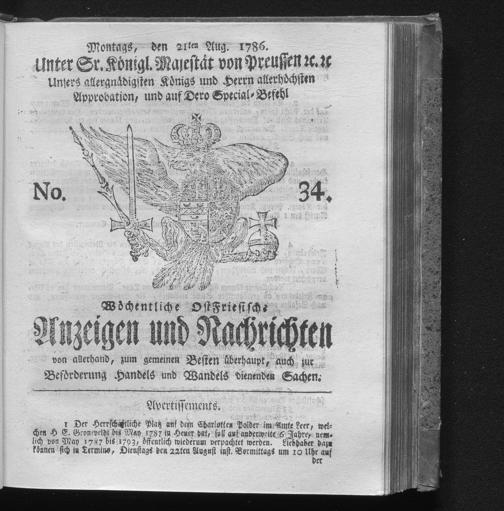 Montags, den 21ten Aug. 1786.
Unter Sr. Königl. Majestät von Preussen ꝛc. ꝛc
Unsers allergnädigsten Königs und Herrn allerhöchsten
Approbation, und auf Dero Special-Befehl
No. 34.
Wöchentliche Ostfriesische
Anzeigen und Nachrichten
von allerhand, zum gemeinen Besten überhaupt, auch zur
Beförderung Handels und Wandels dienenden Sachen.
Avertissements.
1 Der Herrschaftliche Platz auf dem Charlotten Polder im Amte Leer, wel-
chen H E. Gronweldt bis May 1787 in Heuer hat, soll auf anderweite 6 Jahre, nem-
lich von May 1787 bis 1793, öffentlich wiederum verpachtet werden. Liebhaber dazu
können sich in Termino, Dienstags den 22ten August inst. Vormittags um 10 Uhr auf
der